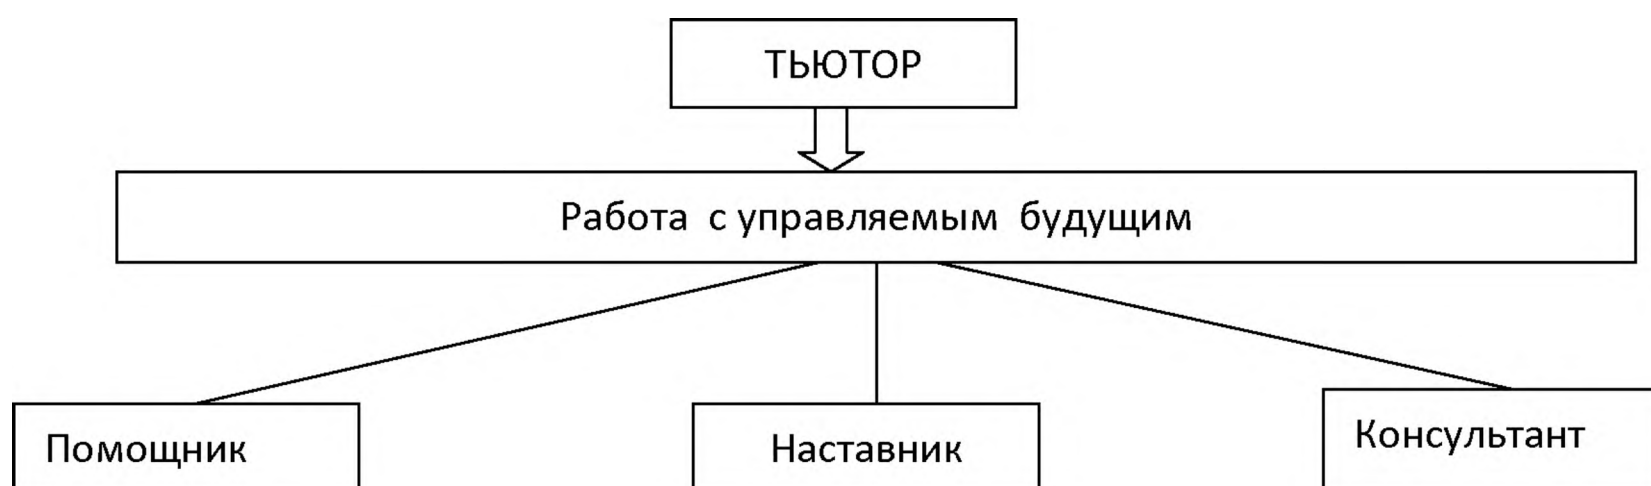 ТЬЮТОР
Работа с управляемым будущим
Помощник
Наставник
Консультант